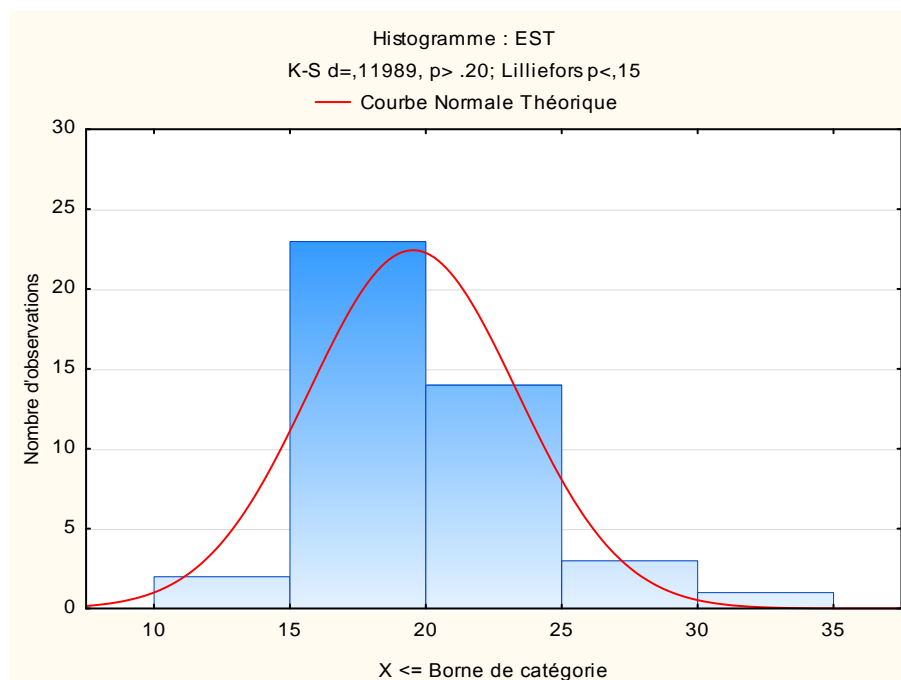 Histogramme : EST
K-S d=,11989, p> .20; Lilliefors p<,15
Courbe Normale Théorique
30
25
20
15
10
5
0
Nombre d'observations
10 15 20 25 30 35
X <= Borne de catégorie